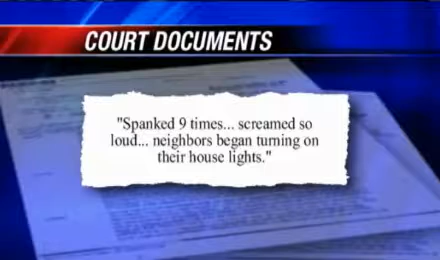 COURT DOCUMENTS
"Spanked 9 times... screamed so
loud... neighbors began turning on
their house lights."